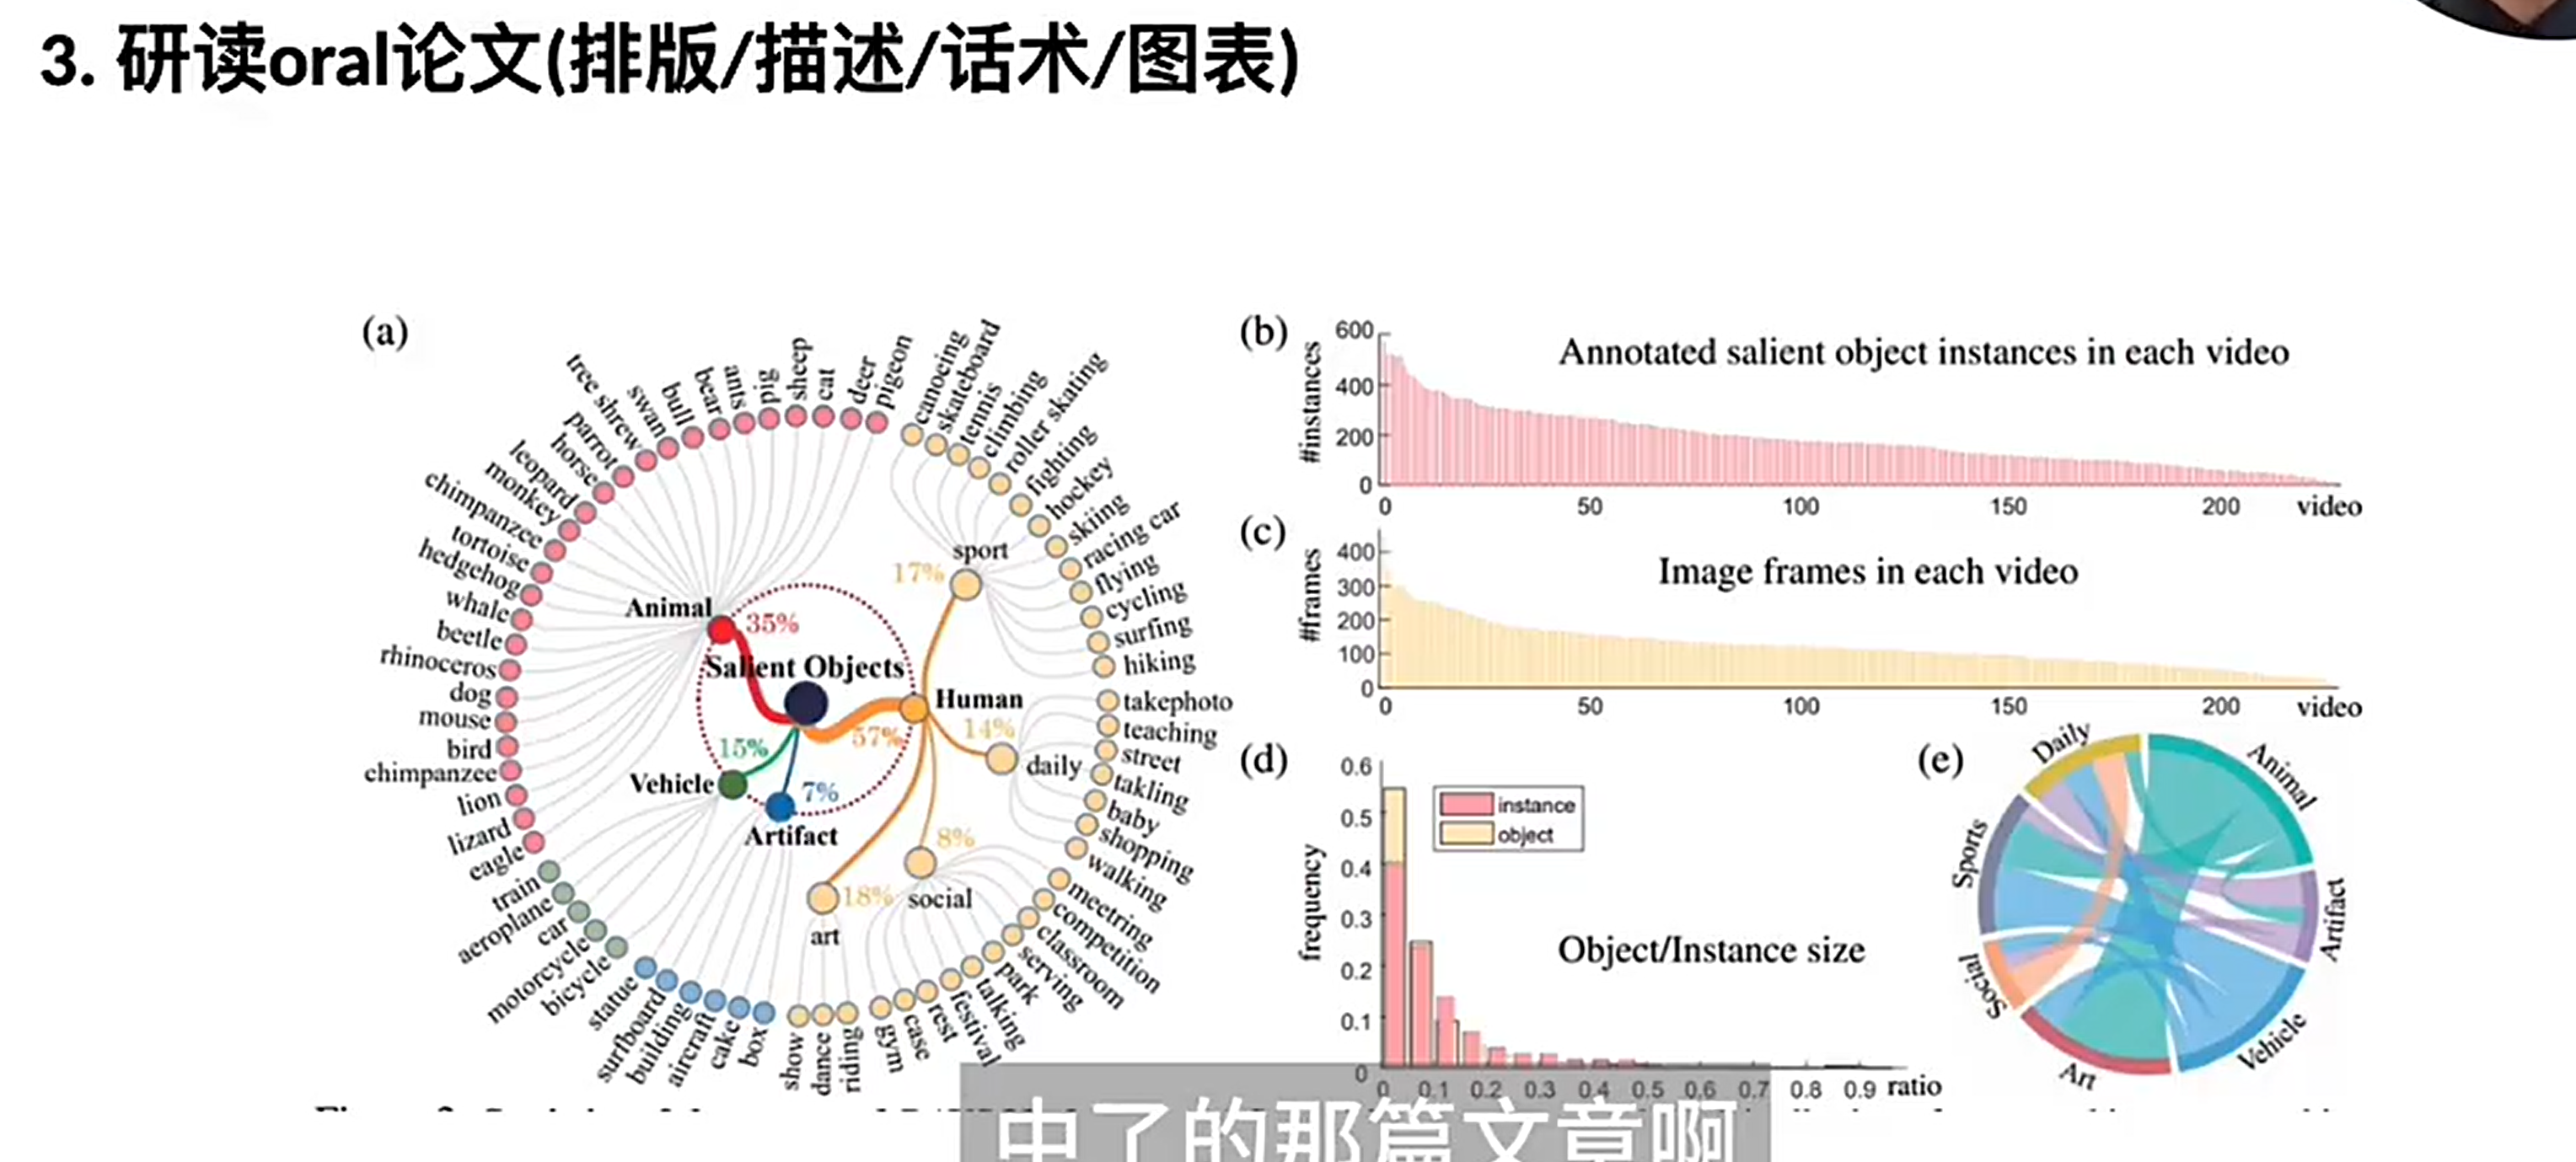 3. 研读oral论文(排版/描述/话术/图表)
(a)
tree shrew
swan
bull
bear
ants
pig
sheep
cat
deer
pigeon
canoeing
skateboard
tennis
climbing
roller skating
fighting
hockey
skiing
racing car
flying
cycling
surfing
hiking
takephoto
teaching
street
takling
baby
shopping
walking
meetring
competition
classroom
serving
park
talking
festival
rest
case
gym
riding
dance
show
box
cake
aircraft
building
surfboard
statue
bicycle
motorcycle
car
aeroplane
train
eagle
lizard
lion
chimpanzee
bird
mouse
dog
rhinoceros
beetle
whale
hedgehog
tortoise
chimpanzee
monkey
leopard
horse
parrot
Animal
35%
Salient Objects
Human
57%
15%
Vehicle
7%
Artifact
sport
17%
14%
daily
8%
social
18%
art
(b)
Annotated salient object instances in each video
#instances
600
400
200
0
0 50 100 150 200 video
(c)
Image frames in each video
#frames
400
300
200
100
0
0 50 100 150 200 video
(d)
frequency
0.6
0.5
0.4
0.3
0.2
0.1
0
instance
object
Object/Instance size
0 0.1 0.2 0.3 0.4 0.5 0.6 0.7 0.8 0.9 ratio
(e)
Daily
Animal
Artifact
Vehicle
Art
Social
Sports
中了的那篇文章啊